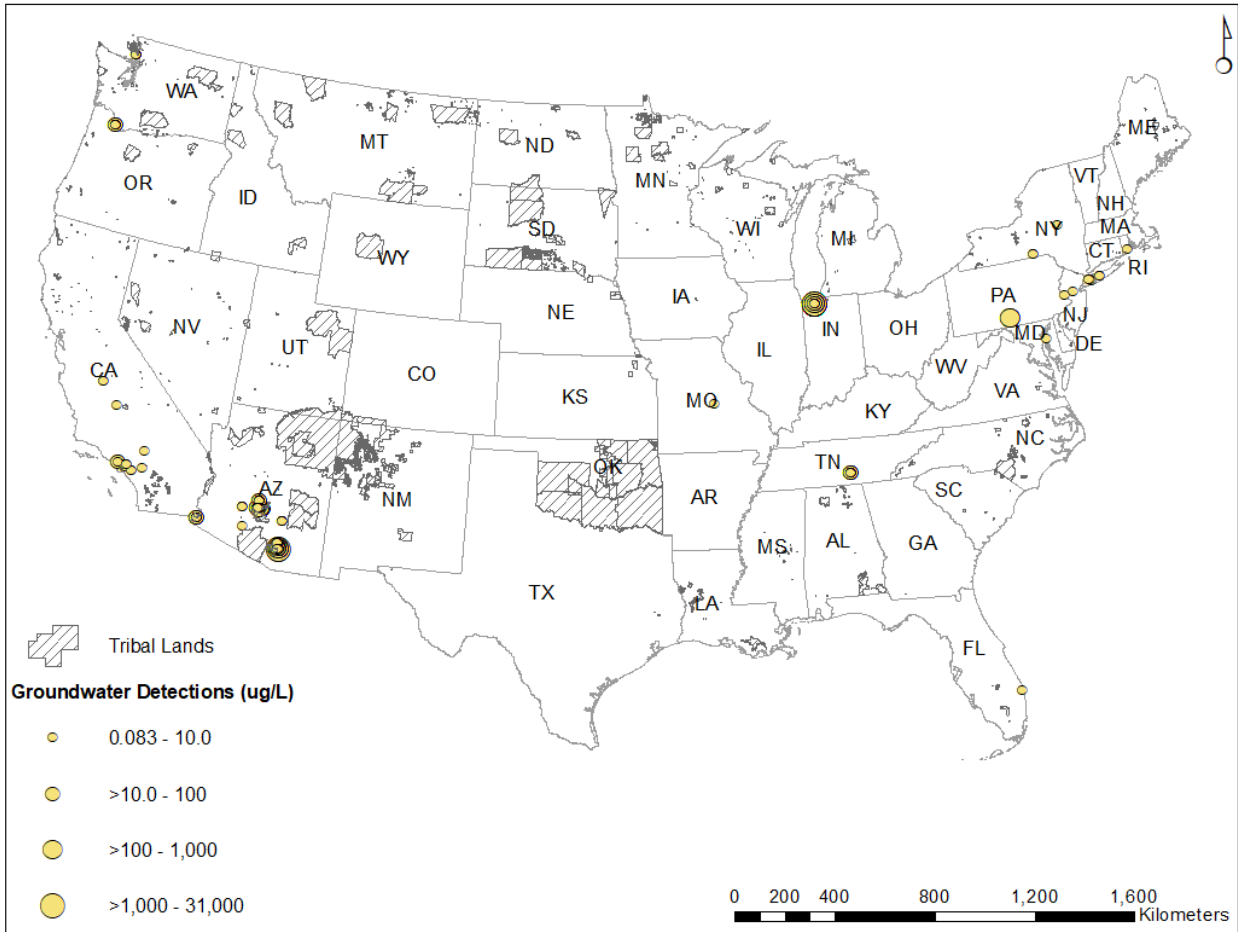 WA
ME
MT
ND
VT
OR
MN
ID
NH
NY
MA
WI
SD
MI
CT
WY
RI
IA
PA
NE
NJ
NV
IN
OH
MD
UT
IL
DE
CA
CO
WV
VA
KS
MO
KY
NC
TN
OK
AZ
NM
AR
SC
MS
AL
GA
TX
LA
FL
Tribal Lands
Groundwater Detections (ug/L)
0.083 - 10.0
>10.0 - 100
>100 - 1,000
>1,000 - 31,000
0 200 400 800 1,200 1,600
Kilometers